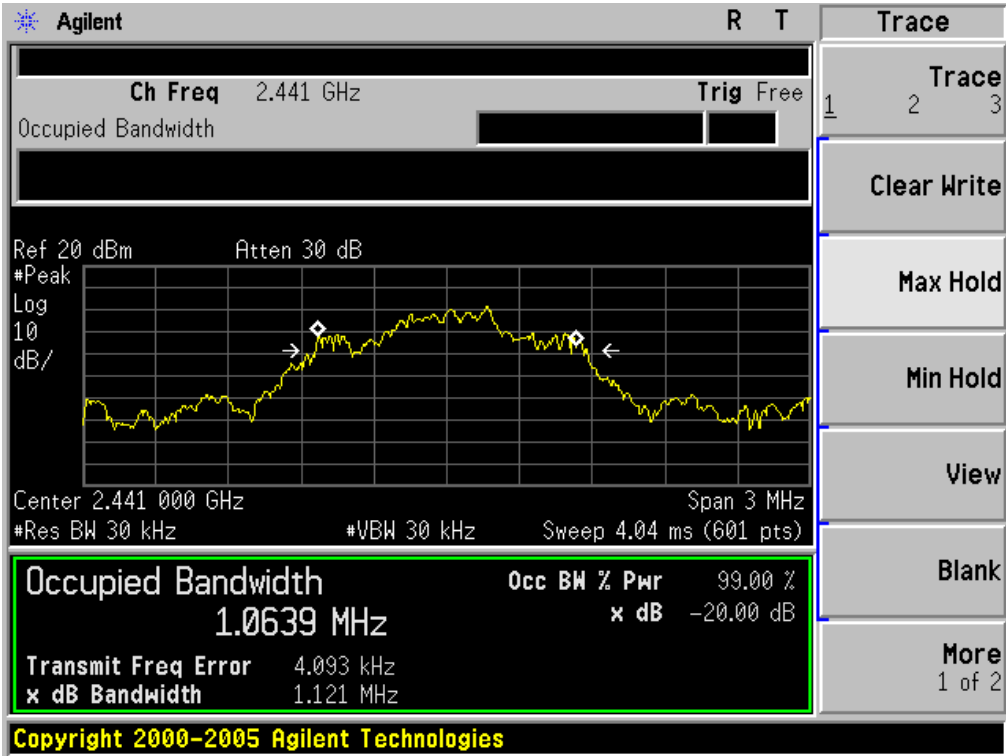 Agilent R T
Trace
Ch Freq 2.441 GHz Trig Free
Occupied Bandwidth
Trace
1 2 3
Clear Write
Max Hold
Min Hold
View
Blank
More
1 of 2
Ref 20 dBm Atten 30 dB
#Peak
Log
10
dB/
Center 2.441 000 GHz Span 3 MHz
#Res BW 30 kHz #VBW 30 kHz Sweep 4.04 ms (601 pts)
Occupied Bandwidth Occ BW % Pwr 99.00 %
1.0639 MHz x dB -20.00 dB
Transmit Freq Error 4.093 kHz
x dB Bandwidth 1.121 MHz
Copyright 2000-2005 Agilent Technologies